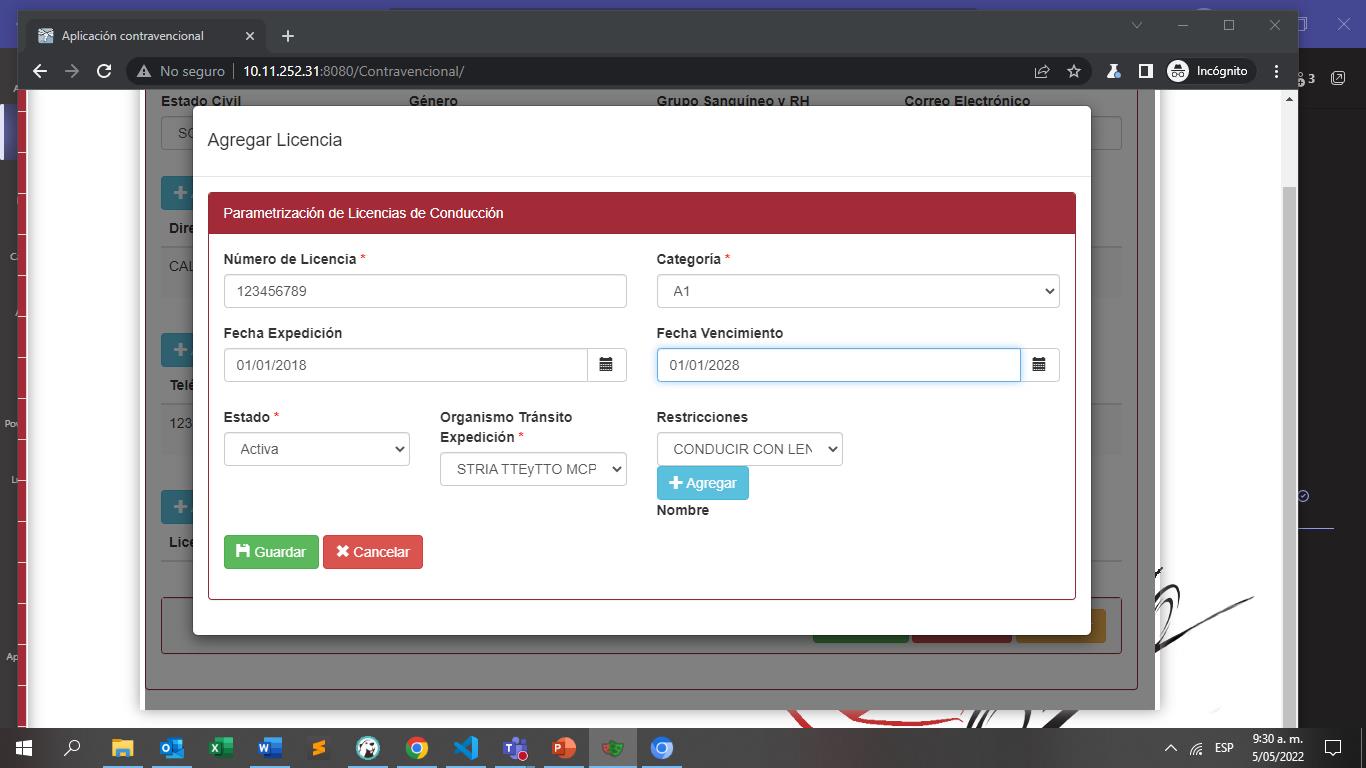 Aplicación contravencional
No seguro 10.11.252.31:8080/Contravencional/
Incógnito
3
Estado Civil Género Grupo Sanguíneo y RH Correo Electrónico
Agregar Licencia
Parametrización de Licencias de Conducción
Número de Licencia * Categoría *
123456789 A1
Fecha Expedición Fecha Vencimiento
01/01/2018 01/01/2028
Estado * Organismo Tránsito Expedición * Restricciones
Activa STRIA TTEyTTO MCP CONDUCIR CON LEN
Agregar
Nombre
Guardar Cancelar
Dire
CAL
Telé
123
Lice
ESP
9:30 a. m.
5/05/2022